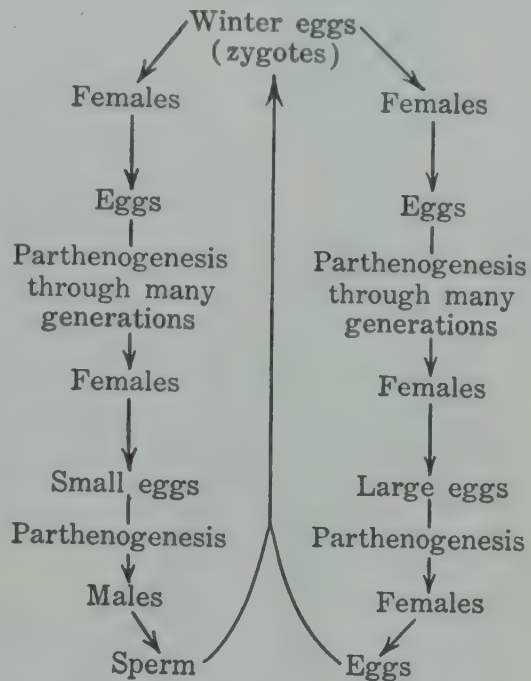 Winter eggs
(zygotes)
Females
Eggs
Parthenogenesis
through many
generations
Females
Small eggs
Parthenogenesis
Males
Sperm
Females
Eggs
Parthenogenesis
through many
generations
Females
Large eggs
Parthenogenesis
Females
Eggs